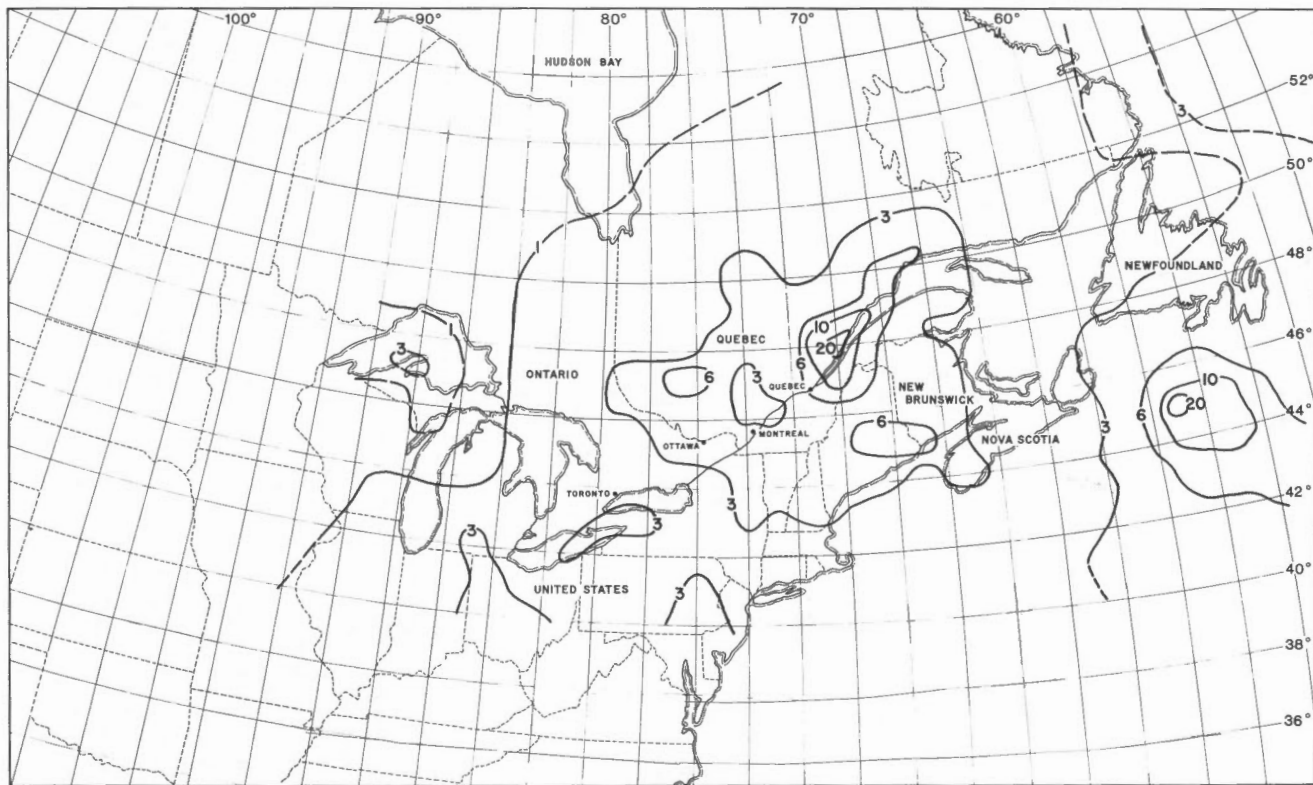 100° 90° 80° 70° 60°
HUDSON BAY
52°
3
50°
3
1
NEWFOUNDLAND
48°
1
10
QUEBEC
46°
3
20
6
3
ONTARIO
6
QUEBEC
NEW
BRUNSWICK
10
20
44°
6
6
OTTAWA
MONTREAL
NOVA SCOTIA
3
42°
TORONTO
3
3
3
40°
UNITED STATES
3
38°
36°